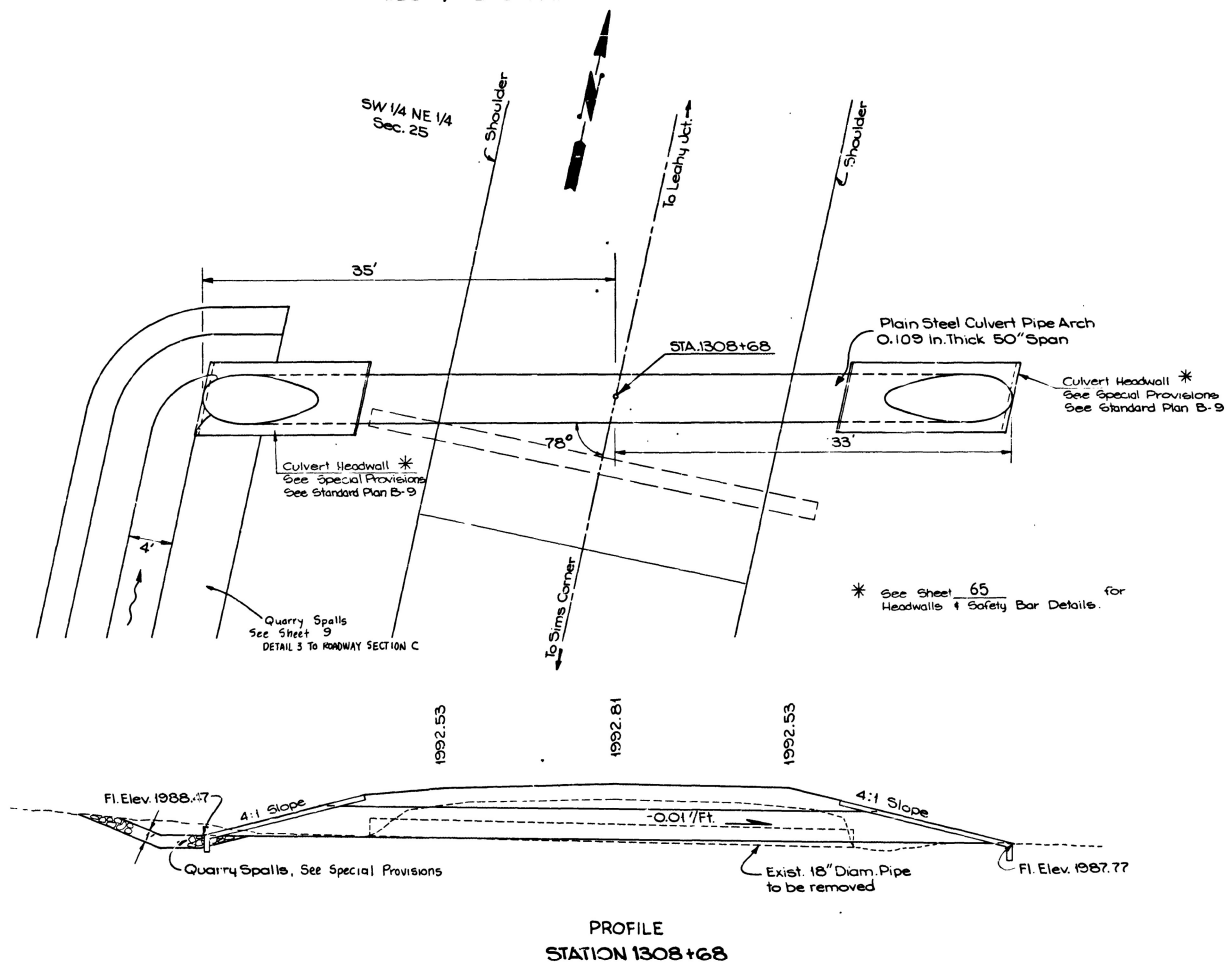 SW 1/4 NE 1/4
Sec. 25
Shoulder
To Leahy Jct.
Shoulder
35'
STA. 1308+68
Plain Steel Culvert Pipe Arch
0.109 In. Thick 50" Span
Culvert Headwall *
See Special Provisions
See Standard Plan B-9
78°
33'
Culvert Headwall *
See Special Provisions
See Standard Plan B-9
4'
To Sims Corner
* See Sheet 65 for
Headwalls & Safety Bar Details.
Quarry Spalls
See Sheet 9
DETAIL 3 TO ROADWAY SECTION C
1992.53
1992.81
1992.53
Fl. Elev. 1988.47
4:1 Slope
-0.01'/Ft.
4:1 Slope
Quarry Spalls, See Special Provisions
Exist. 18" Diam. Pipe
to be removed
Fl. Elev. 1987.77
PROFILE
STATION 1308+68